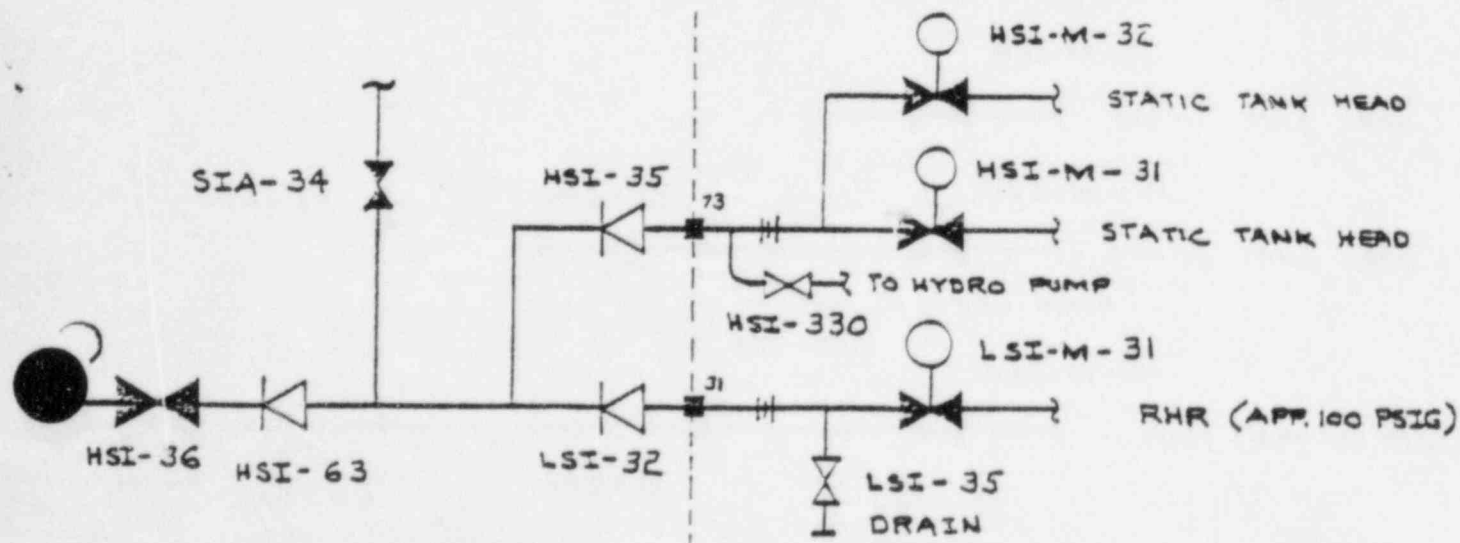 HSI-M-32
STATIC TANK HEAD
SIA-34
HSI-35
HSI-M-31
73
STATIC TANK HEAD
TO HYDRO PUMP
HSI-330
LSI-M-31
31
RHR (APP. 100 PSIG)
HSI-36
HSI-63
LSI-32
LSI-35
DRAIN